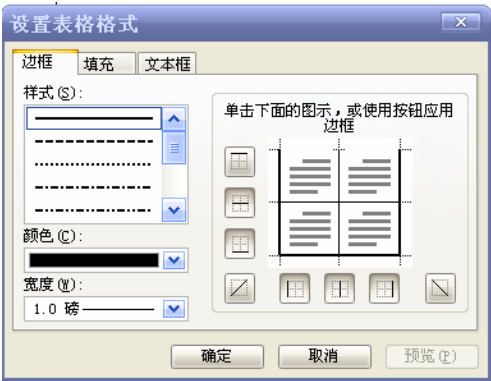 设置表格格式
边框 填充 文本框
样式(S):
单击下面的图示，或使用按钮应用
边框
颜色(C):
宽度(W):
1.0 磅
确定 取消 预览(P)